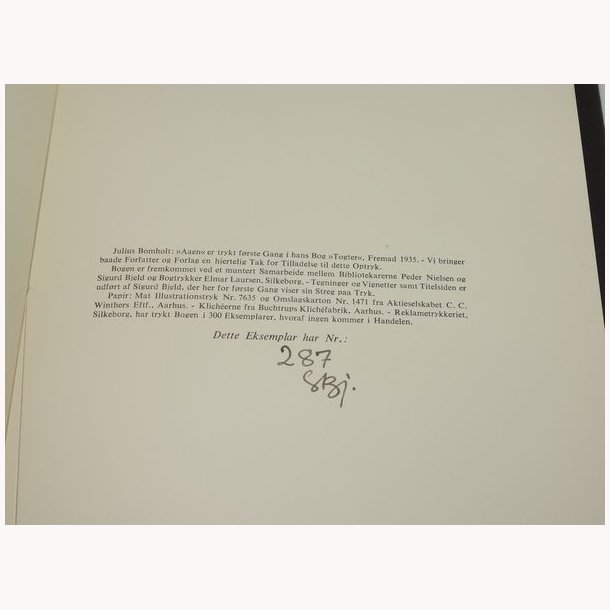 Julius Bomholt: »Aaen« er trykt første Gang i hans Bog »Togter«, Fremad 1935. - Vi bringer
baade Forfatter og Forlag en hjertelig Tak for Tilladelse til dette Optryk.
Bogen er fremkommet ved et muntert Samarbejde mellem Bibliotekarerne Peder Nielsen og
Sigurd Bjeld og Bogtrykker Elmar Laursen, Silkeborg. - Tegninger og Vignetter samt Titelsiden er
udført af Sigurd Bjeld, der her for første Gang viser sin Streg paa Tryk.
Papir: Mat Illustrationstryk Nr. 7635 og Omslagskarton Nr. 1471 fra Aktieselskabet C. C.
Winthers Eftf., Aarhus. - Klichéerne fra Buchtrups Klichéfabrik, Aarhus. - Reklametrykkeriet,
Silkeborg, har trykt Bogen i 300 Eksemplarer, hvoraf ingen kommer i Handelen.
Dette Eksemplar har Nr.:
287
SBj.